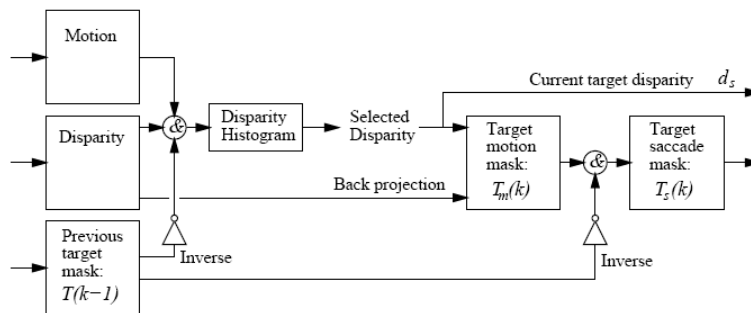 Motion
Disparity
Previous
target
mask:
T(k−1)
&
Inverse
Disparity
Histogram
Selected
Disparity
Back projection
Current target disparity d_s
Target
motion
mask:
T_m(k)
&
Inverse
Target
saccade
mask:
T_s(k)